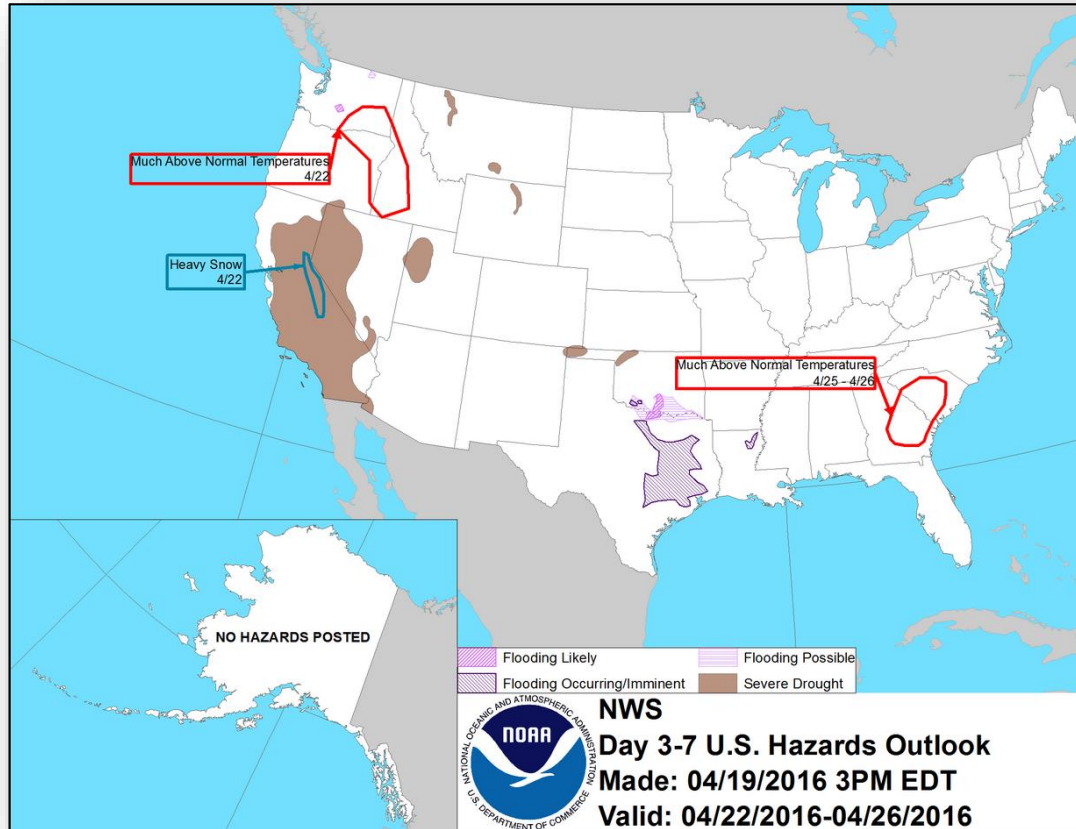 Much Above Normal Temperatures
4/22
Heavy Snow
4/22
Much Above Normal Temperatures
4/25 - 4/26
NO HAZARDS POSTED
Flooding Likely
Flooding Possible
Flooding Occurring/Imminent
Severe Drought
NATIONAL OCEANIC AND ATMOSPHERIC ADMINISTRATION
NOAA
U.S. DEPARTMENT OF COMMERCE
NWS
Day 3-7 U.S. Hazards Outlook
Made: 04/19/2016 3PM EDT
Valid: 04/22/2016-04/26/2016